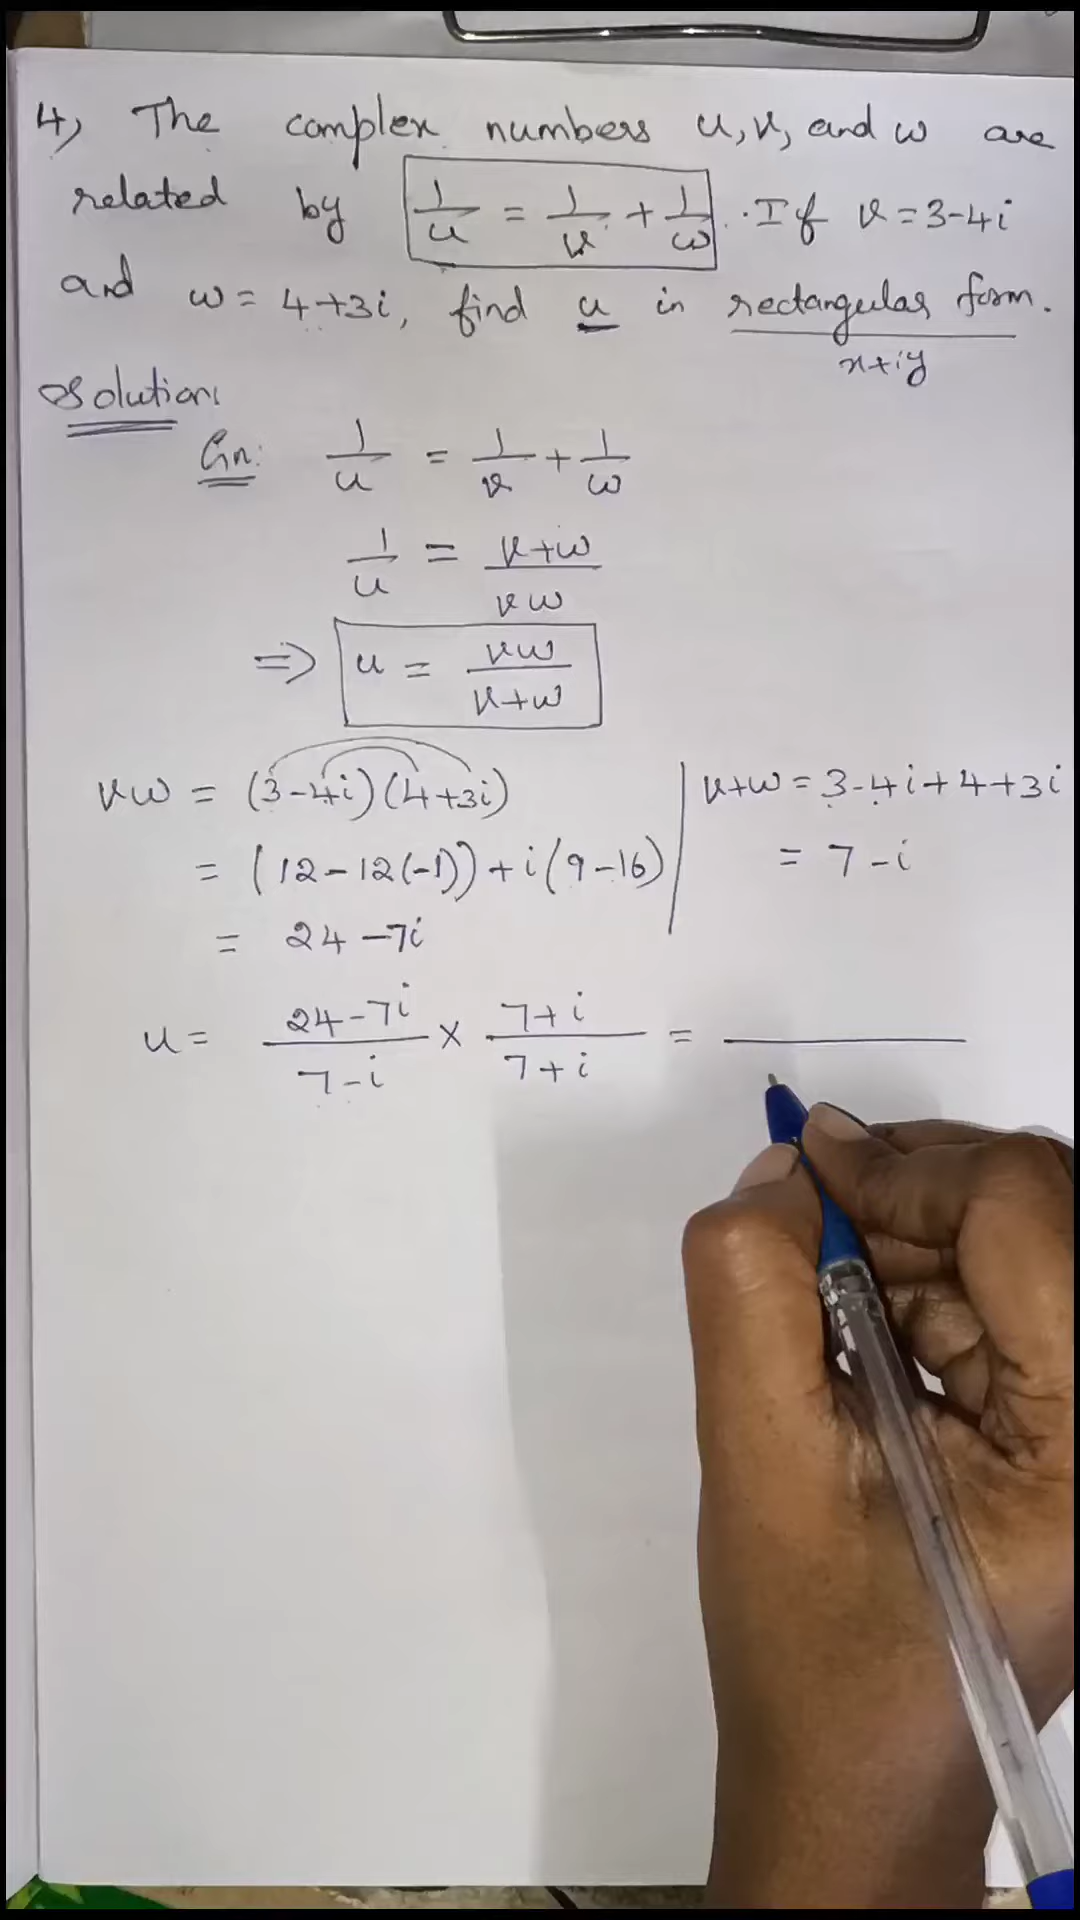 4) The complex numbers u, v, and w are
related by 1/u = 1/v + 1/w . If v = 3-4i
and w = 4+3i, find u in rectangular form.
x+iy
Solution:
Gn: 1/u = 1/v + 1/w
1/u = v+w/vw
=> u = vw/v+w
vw = (3-4i)(4+3i)
= (12-12(-1)) + i(9-16)
= 24-7i
v+w = 3-4i+4+3i
= 7-i
u = 24-7i/7-i × 7+i/7+i =